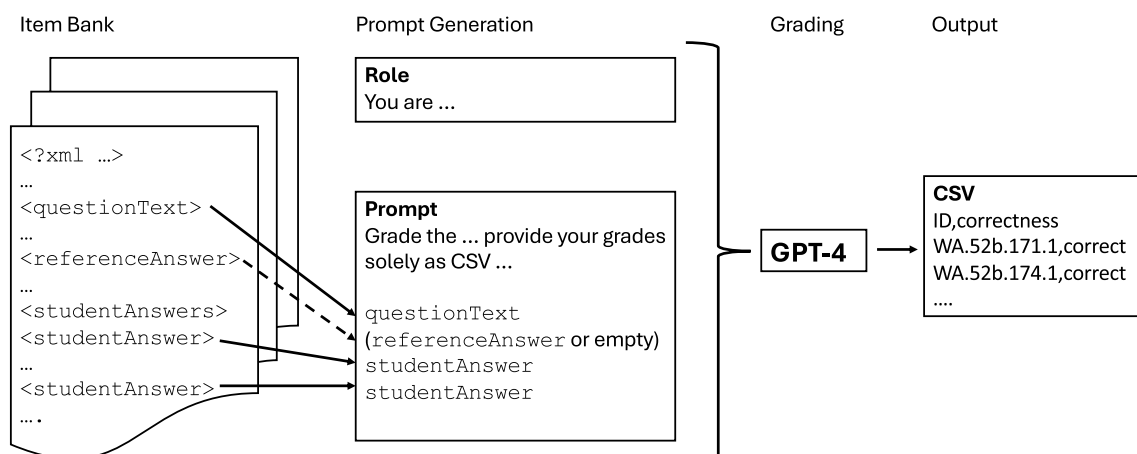 Item Bank
Prompt Generation
Grading
Output
<?xml …>
…
<questionText>
…
<referenceAnswer>
…
<studentAnswers>
<studentAnswer>
…
<studentAnswer>
….
Role
You are …
Prompt
Grade the … provide your grades
solely as CSV …
questionText
(referenceAnswer or empty)
studentAnswer
studentAnswer
GPT-4
CSV
ID,correctness
WA.52b.171.1,correct
WA.52b.174.1,correct
....